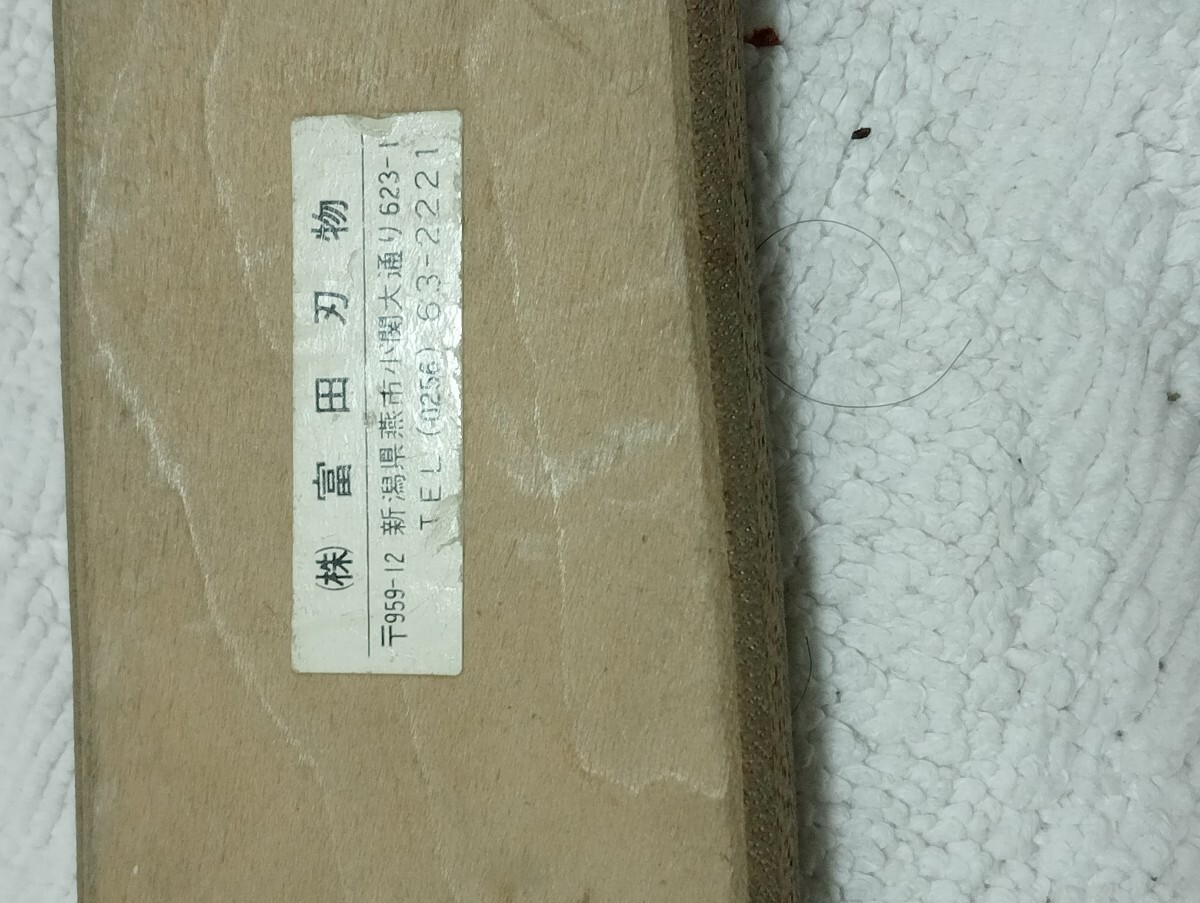 ㈱ 富田刃物
〒959-12 新潟県燕市小関大通り623-1
TEL (0256) 63-2221